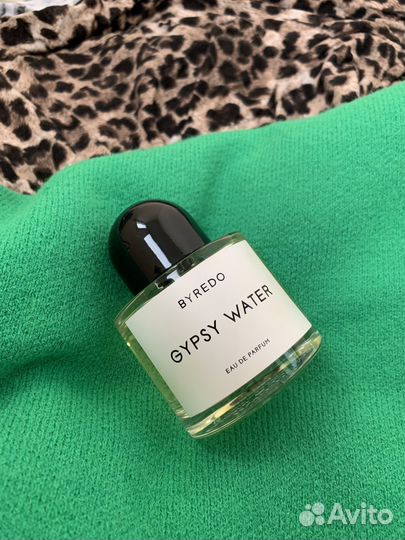 BYREDO
GYPSY WATER
EAU DE PARFUM
Avito